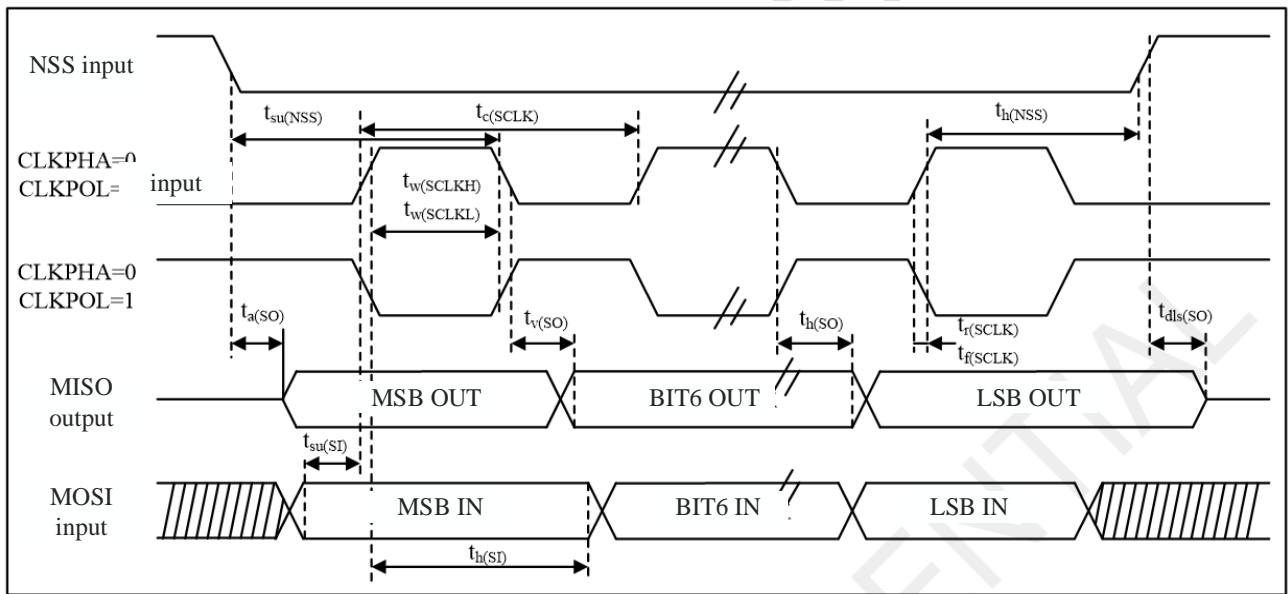 NSS input
tsu(NSS)
tc(SCLK)
th(NSS)
CLKPHA=0
CLKPOL=
input
tw(SCLKH)
tw(SCLKL)
CLKPHA=0
CLKPOL=1
ta(SO)
tv(SO)
th(SO)
tr(SCLK)
tf(SCLK)
tdls(SO)
MISO
output
MSB OUT
BIT6 OUT
LSB OUT
tsu(SI)
MOSI
input
MSB IN
BIT6 IN
LSB IN
th(SI)